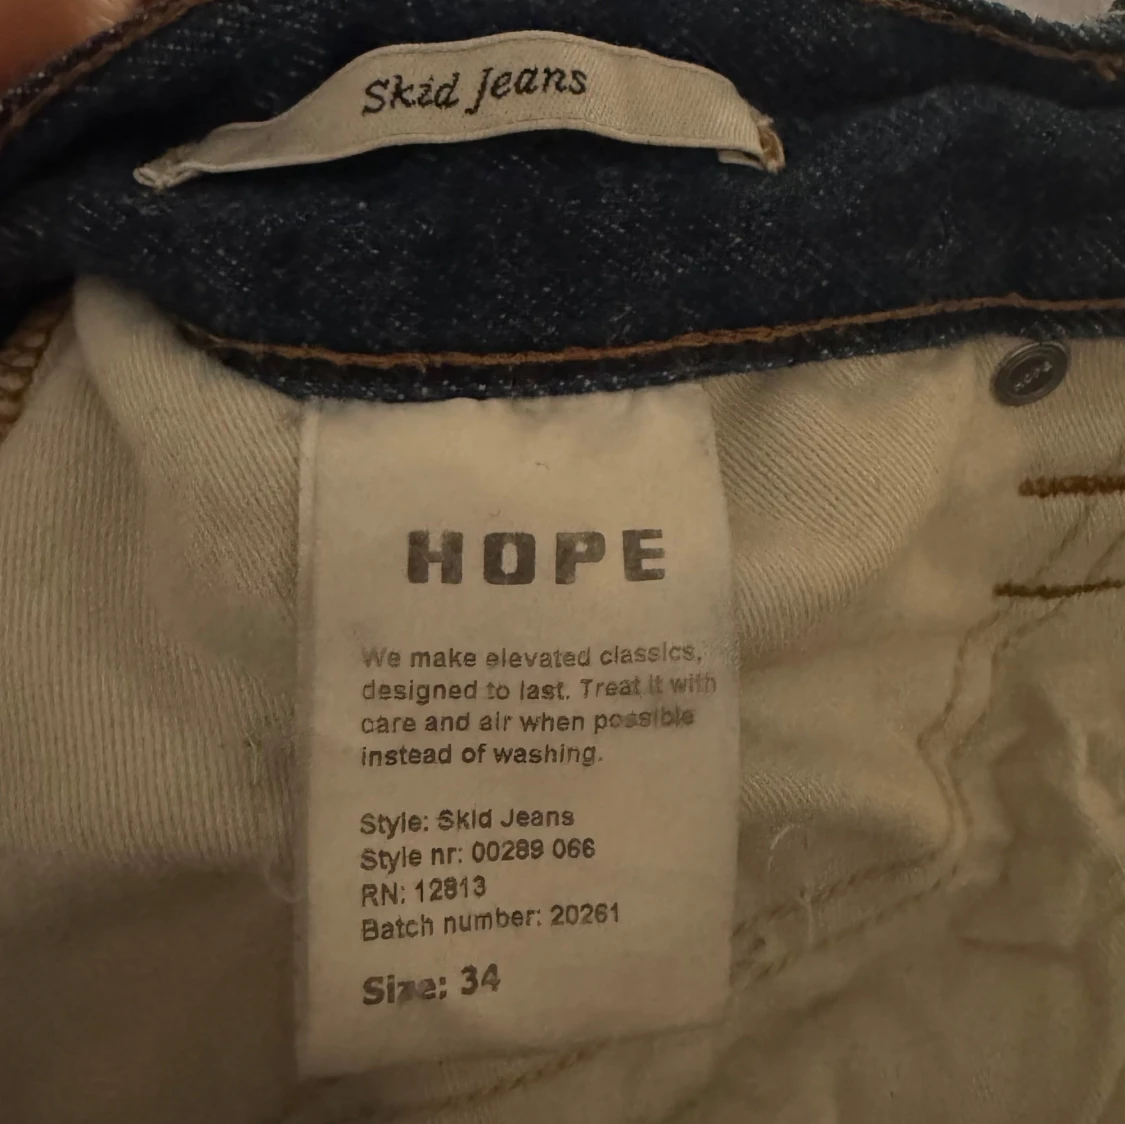 Skid Jeans
HOPE
We make elevated classics,
designed to last. Treat it with
care and air when possible
instead of washing.
Style: Skid Jeans
Style nr: 00289 066
RN: 12813
Batch number: 20261
Size: 34